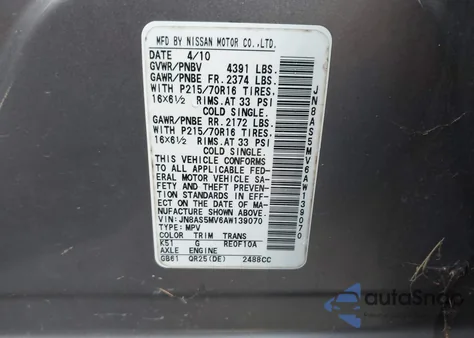 MFD BY NISSAN MOTOR CO.,LTD.
DATE 4/10
GVWR/PNBV 4391 LBS.
GAWR/PNBE FR. 2374 LBS.
WITH P215/70R16 TIRES.
16X6½ RIMS.AT 33 PSI
COLD SINGLE.
GAWR/PNBE RR. 2172 LBS.
WITH P215/70R16 TIRES.
16X6½ RIMS.AT 33 PSI
COLD SINGLE.
THIS VEHICLE CONFORMS
TO ALL APPLICABLE FED-
ERAL MOTOR VEHICLE SA-
FETY AND THEFT PREVEN-
TION STANDARDS IN EFF-
ECT ON THE DATE OF MA-
NUFACTURE SHOWN ABOVE.
VIN: JN8AS5MV6AW139070
TYPE: MPV
COLOR TRIM TRANS
K51 G RE0F10A
AXLE ENGINE
GB61 QR25(DE) 2488CC
JN8AS5MV6AW139070
autoSnap